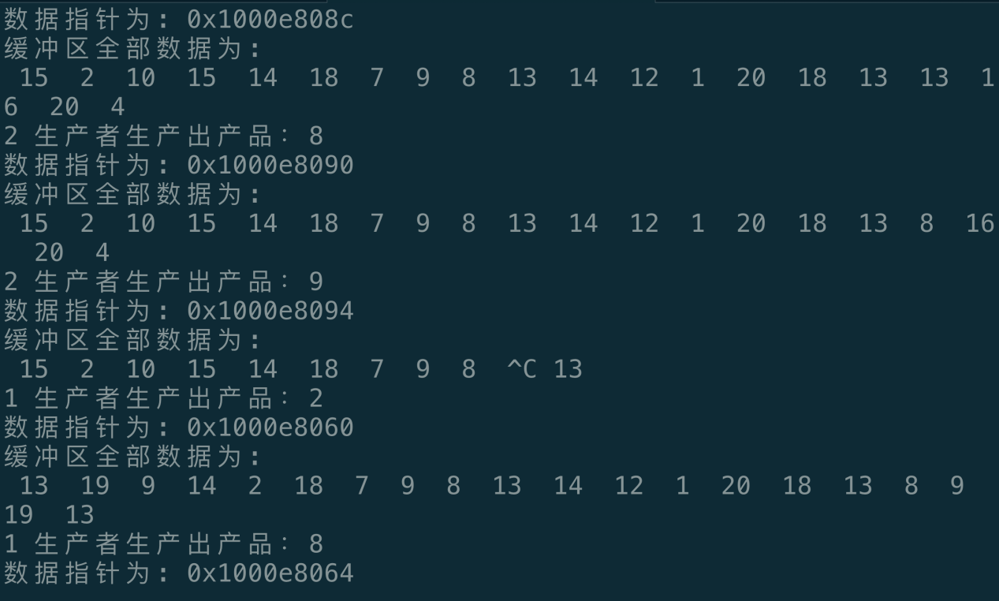 数据指针为: 0x1000e808c
缓冲区全部数据为:
15 2 10 15 14 18 7 9 8 13 14 12 1 20 18 13 13 1
6 20 4
2 生产者生产出产品: 8
数据指针为: 0x1000e8090
缓冲区全部数据为:
15 2 10 15 14 18 7 9 8 13 14 12 1 20 18 13 8 16
20 4
2 生产者生产出产品: 9
数据指针为: 0x1000e8094
缓冲区全部数据为:
15 2 10 15 14 18 7 9 8 ^C 13
1 生产者生产出产品: 2
数据指针为: 0x1000e8060
缓冲区全部数据为:
13 19 9 14 2 18 7 9 8 13 14 12 1 20 18 13 8 9
19 13
1 生产者生产出产品: 8
数据指针为: 0x1000e8064